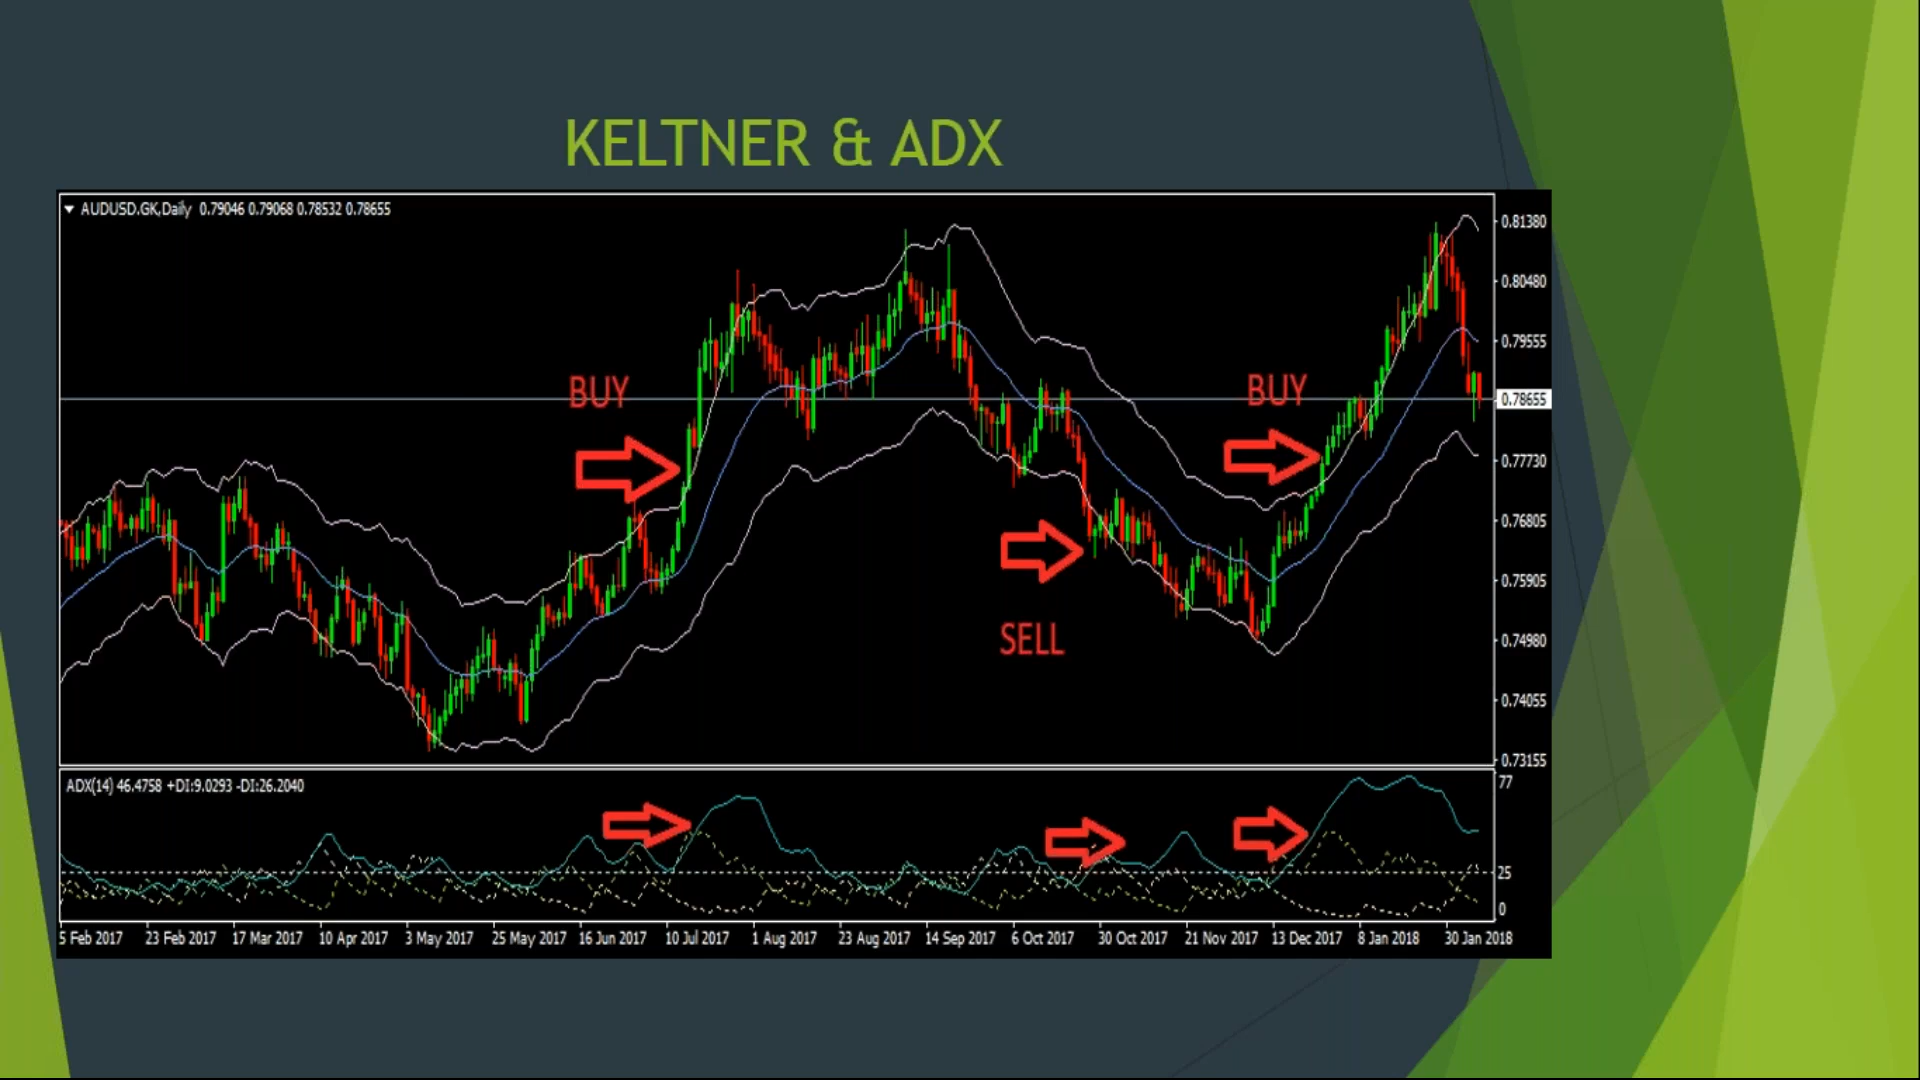 KELTNER & ADX
AUDUSD.GK,Daily 0.79046 0.79068 0.78532 0.78655
0.81380
0.80480
0.79555
BUY
BUY
0.78655
0.77730
0.76805
0.75905
SELL
0.74980
0.74055
0.73155
ADX(14) 46.4758 +DI:9.0293 -DI:26.2040
77
25
0
5 Feb 2017 23 Feb 2017 17 Mar 2017 10 Apr 2017 3 May 2017 25 May 2017 16 Jun 2017 10 Jul 2017 1 Aug 2017 23 Aug 2017 14 Sep 2017 6 Oct 2017 30 Oct 2017 21 Nov 2017 13 Dec 2017 8 Jan 2018 30 Jan 2018